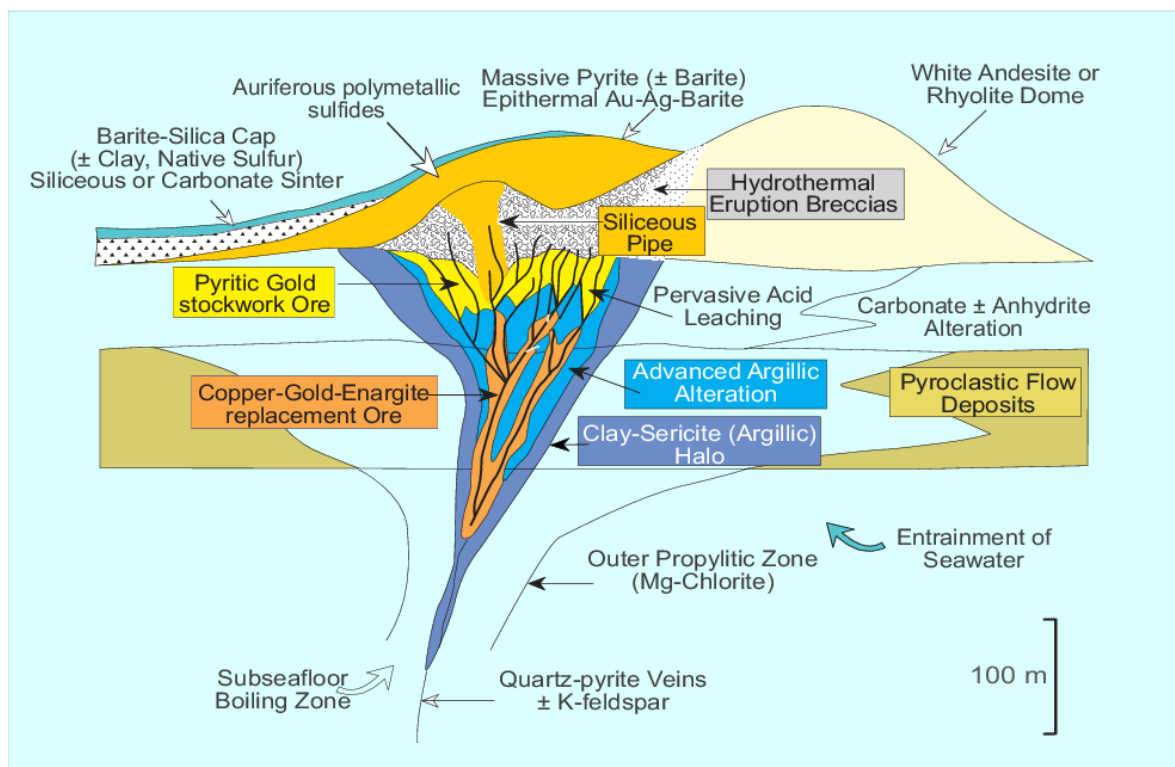 Massive Pyrite (± Barite)
Epithermal Au-Ag-Barite
White Andesite or
Rhyolite Dome
Auriferous polymetallic
sulfides
Barite-Silica Cap
(± Clay, Native Sulfur)
Siliceous or Carbonate Sinter
Hydrothermal
Eruption Breccias
Siliceous
Pipe
Pyritic Gold
stockwork Ore
Pervasive Acid
Leaching
Carbonate ± Anhydrite
Alteration
Copper-Gold-Enargite
replacement Ore
Advanced Argillic
Alteration
Pyroclastic Flow
Deposits
Clay-Sericite (Argillic)
Halo
Entrainment of
Seawater
Outer Propylitic Zone
(Mg-Chlorite)
Subseafloor
Boiling Zone
Quartz-pyrite Veins
± K-feldspar
100 m